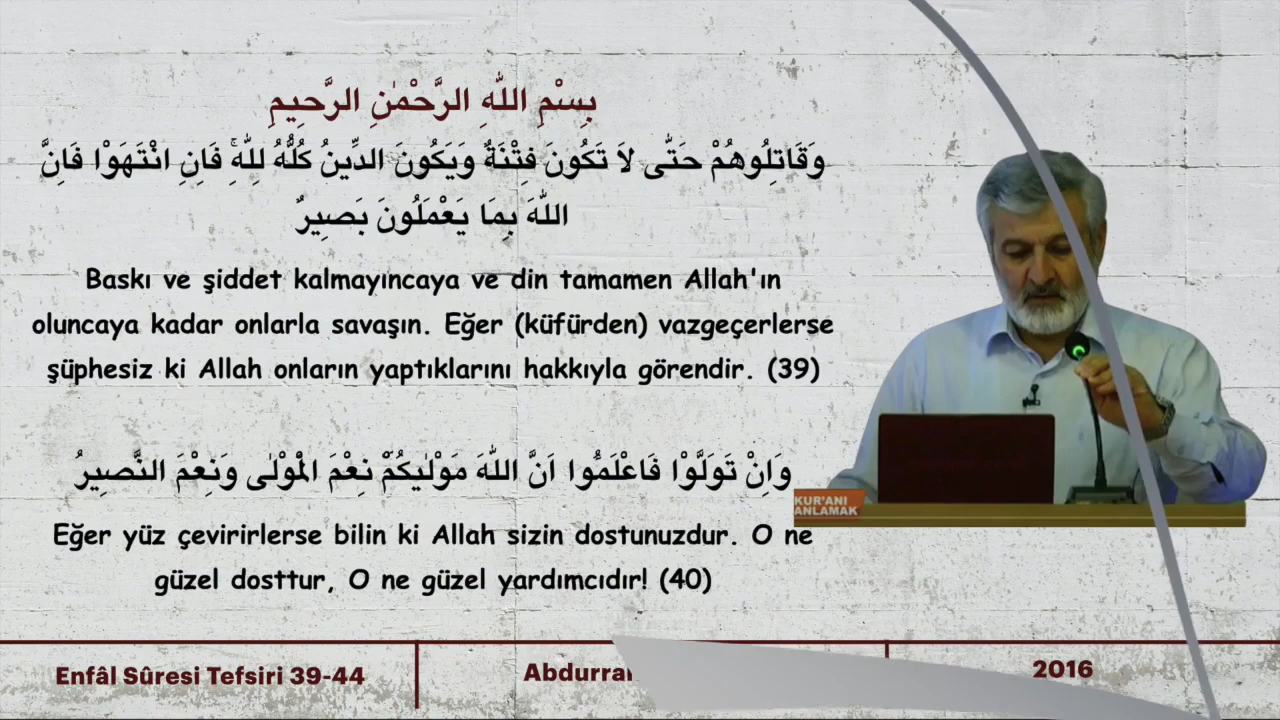 بِسْمِ اللّٰهِ الرَّحْمٰنِ الرَّحِيمِ
وَقَاتِلُوهُمْ حَتّٰى لاَ تَكُونَ فِتْنَةٌ وَيَكُونَ الدِّينُ كُلُّهُ لِلّٰهِۚ فَاِنِ انْتَهَوْا فَاِنَّ
اللّٰهَ بِمَا يَعْمَلُونَ بَصِيرٌ
Baskı ve şiddet kalmayıncaya ve din tamamen Allah'ın
oluncaya kadar onlarla savaşın. Eğer (küfürden) vazgeçerlerse
şüphesiz ki Allah onların yaptıklarını hakkıyla görendir. (39)
وَاِنْ تَوَلَّوْا فَاعْلَمُٓوا اَنَّ اللّٰهَ مَوْلٰيكُمْۜ نِعْمَ الْمَوْلٰى وَنِعْمَ النَّصِيرُ
Eğer yüz çevirirlerse bilin ki Allah sizin dostunuzdur. O ne
güzel dosttur, O ne güzel yardımcıdır! (40)
KUR'ANI
ANLAMAK
Enfâl Sûresi Tefsiri 39-44
2016